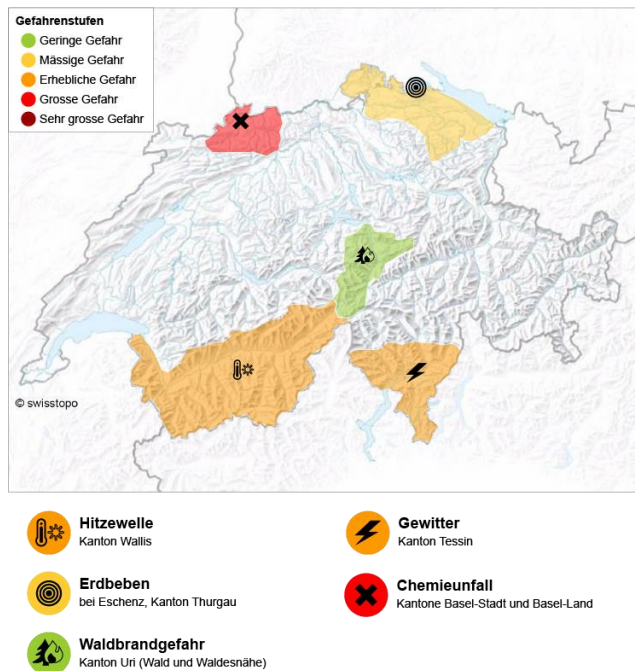 Gefahrenstufen
Geringe Gefahr
Mässige Gefahr
Erhebliche Gefahr
Grosse Gefahr
Sehr grosse Gefahr
© swisstopo
Hitzewelle
Kanton Wallis
Gewitter
Kanton Tessin
Erdbeben
bei Eschenz, Kanton Thurgau
Chemieunfall
Kantone Basel-Stadt und Basel-Land
Waldbrandgefahr
Kanton Uri (Wald und Waldesnähe)